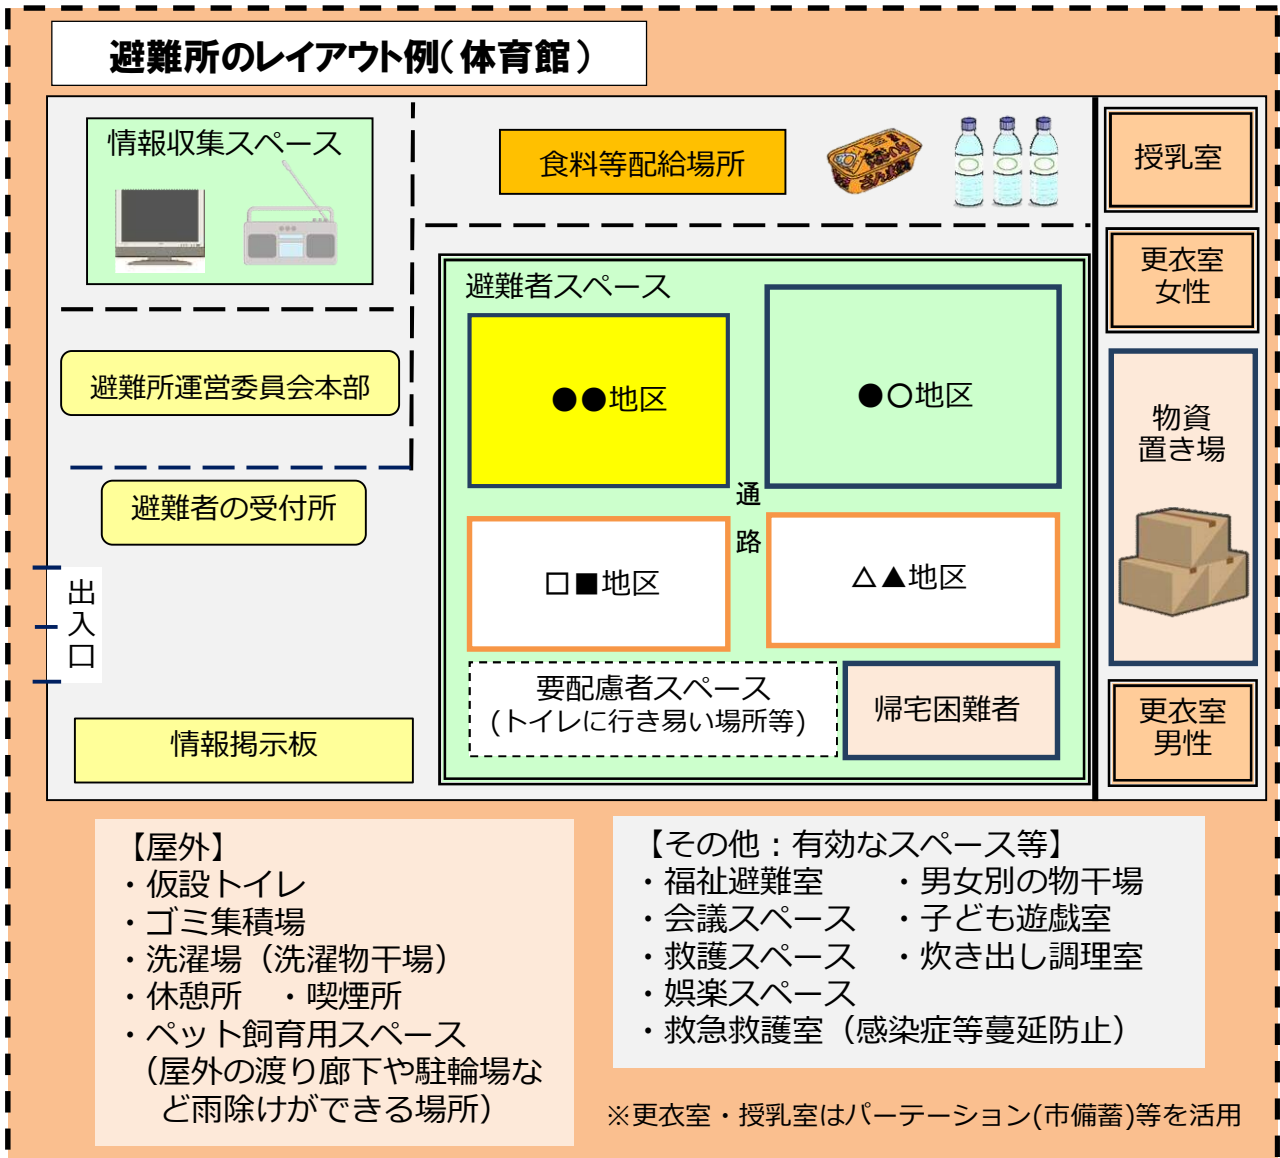 避難所のレイアウト例(体育館)
情報収集スペース
食料等配給場所
授乳室
更衣室
女性
避難者スペース
避難所運営委員会本部
●●地区
●○地区
物資
置き場
避難者の受付所
通
路
出
入
口
□■地区
△▲地区
要配慮者スペース
(トイレに行き易い場所等)
帰宅困難者
更衣室
男性
情報掲示板
【屋外】
・仮設トイレ
・ゴミ集積場
・洗濯場（洗濯物干場）
・休憩所　・喫煙所
・ペット飼育用スペース
（屋外の渡り廊下や駐輪場な
ど雨除けができる場所）
【その他：有効なスペース等】
・福祉避難室　　・男女別の物干場
・会議スペース　・子ども遊戯室
・救護スペース　・炊き出し調理室
・娯楽スペース
・救急救護室（感染症等蔓延防止）
※更衣室・授乳室はパーテーション(市備蓄)等を活用